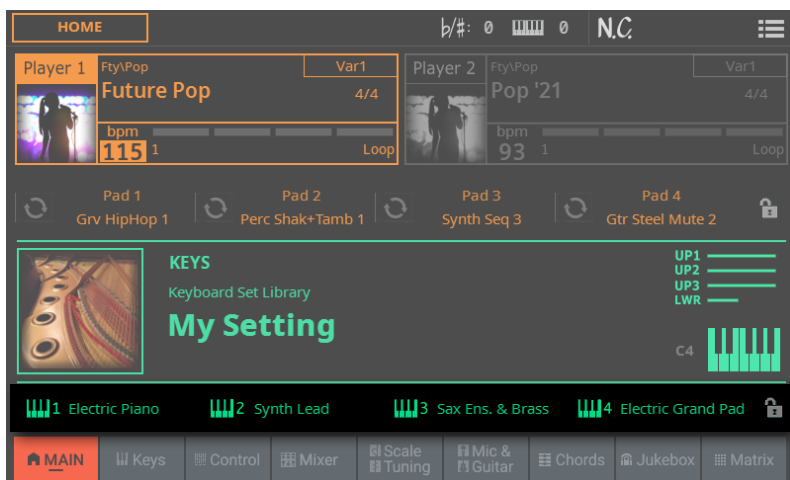 HOME
b/#: 0 0 N.C.
Player 1 Fty\Pop Var1
Future Pop 4/4
bpm
115 1 Loop
Player 2 Fty\Pop Var1
Pop '21 4/4
bpm
93 1 Loop
Pad 1
Grv HipHop 1
Pad 2
Perc Shak+Tamb 1
Pad 3
Synth Seq 3
Pad 4
Gtr Steel Mute 2
KEYS
Keyboard Set Library
My Setting
UP1
UP2
UP3
LWR
C4
1 Electric Piano
2 Synth Lead
3 Sax Ens. & Brass
4 Electric Grand Pad
MAIN
Keys
Control
Mixer
Scale
Tuning
Mic &
Guitar
Chords
Jukebox
Matrix